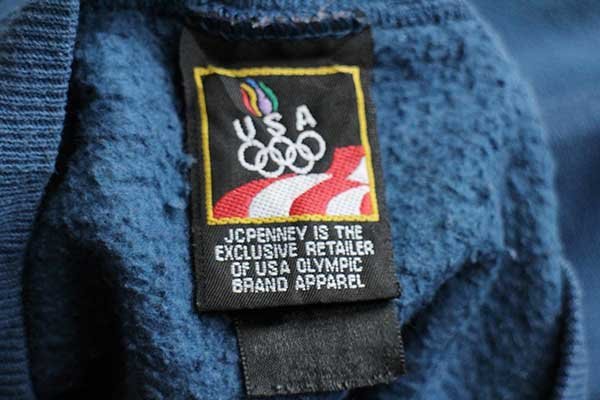 USA
JCPENNEY IS THE
EXCLUSIVE RETAILER
OF USA OLYMPIC
BRAND APPAREL